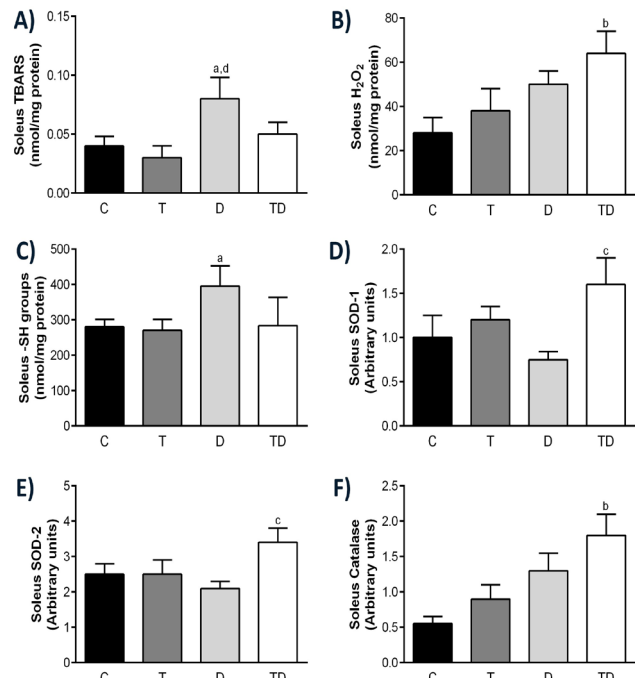 A)
Soleus TBARS
(nmol/mg protein)
0.15
0.10
0.05
0.00
a,d
C T D TD
B)
Soleus H₂O₂
(nmol/mg protein)
80
60
40
20
0
b
C T D TD
C)
Soleus -SH groups
(nmol/mg protein)
500
400
300
200
100
0
a
C T D TD
D)
Soleus SOD-1
(Arbitrary units)
2.0
1.5
1.0
0.5
0.0
c
C T D TD
E)
Soleus SOD-2
(Arbitrary units)
5
4
3
2
1
0
c
C T D TD
F)
Soleus Catalase
(Arbitrary units)
2.5
2.0
1.5
1.0
0.5
0.0
b
C T D TD